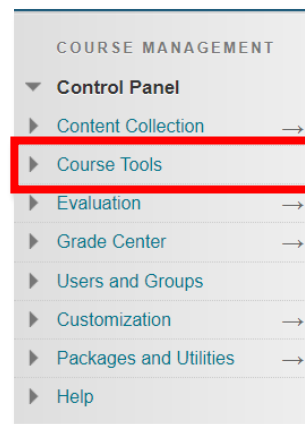 COURSE MANAGEMENT
Control Panel
Content Collection →
Course Tools
Evaluation →
Grade Center →
Users and Groups
Customization →
Packages and Utilities →
Help